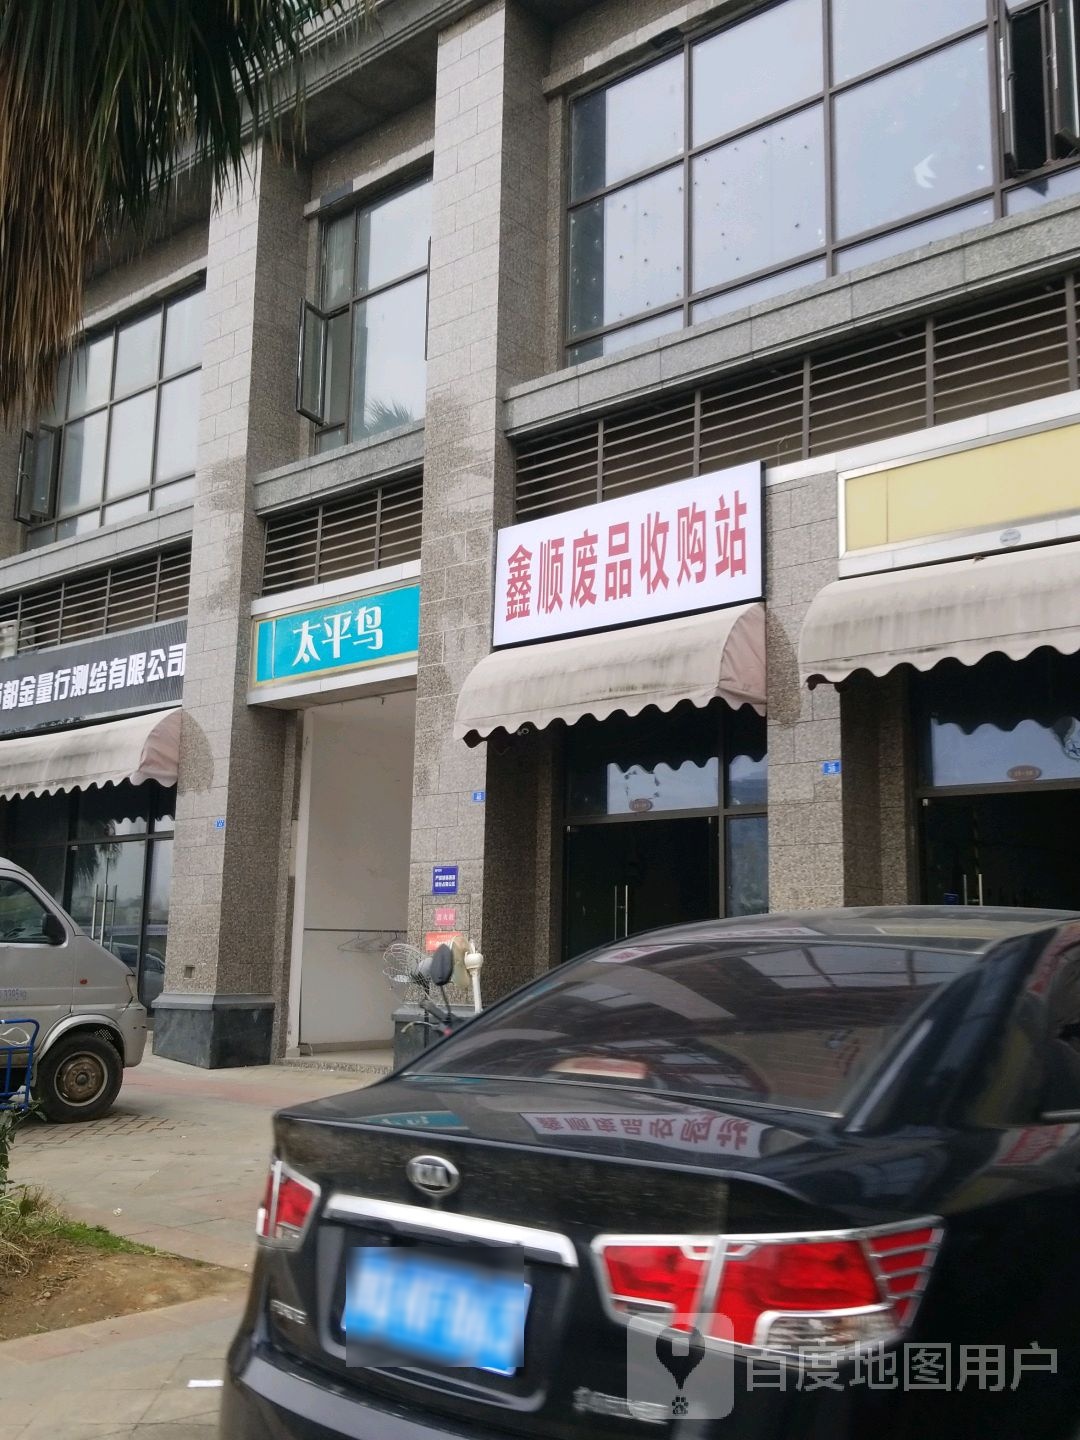 鑫顺废品收购站
太平鸟
都金量行测绘有限公司
KIA
百度地图用户